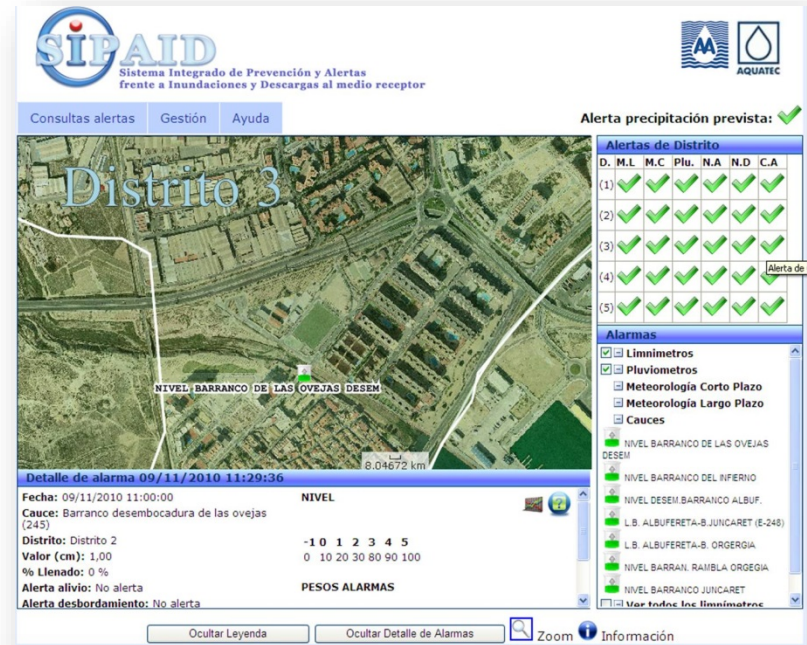 SIPAID
Sistema Integrado de Prevención y Alertas
frente a Inundaciones y Descargas al medio receptor
AA
AQUATEC
Consultas alertas Gestión Ayuda
Alerta precipitación prevista:
Distrito 3
NIVEL BARRANCO DE LAS OVEJAS DESEM
8.04672 km
Alertas de Distrito
D. M.L M.C Plu. N.A N.D C.A
(1)
(2)
(3)
Alerta de
(4)
(5)
Alarmas
Limnimetros
Pluviometros
Meteorología Corto Plazo
Meteorología Largo Plazo
Cauces
NIVEL BARRANCO DE LAS OVEJAS
DESEM
NIVEL BARRANCO DEL INFIERNO
NIVEL DESEM.BARRANCO ALBUF.
L.B. ALBUFERETA-B.JUNCARET (E-248)
L.B. ALBUFERETA-B. ORGERGIA
NIVEL BARRAN. RAMBLA ORGEGIA
NIVEL BARRANCO JUNCARET
Ver todos los limnímetros
Detalle de alarma 09/11/2010 11:29:36
Fecha: 09/11/2010 11:00:00
Cauce: Barranco desembocadura de las ovejas
(245)
Distrito: Distrito 2
Valor (cm): 1,00
% Llenado: 0 %
Alerta alivio: No alerta
Alerta desbordamiento: No alerta
NIVEL
-1 0 1 2 3 4 5
0 10 20 30 80 90 100
PESOS ALARMAS
Ocultar Leyenda Ocultar Detalle de Alarmas Zoom Información